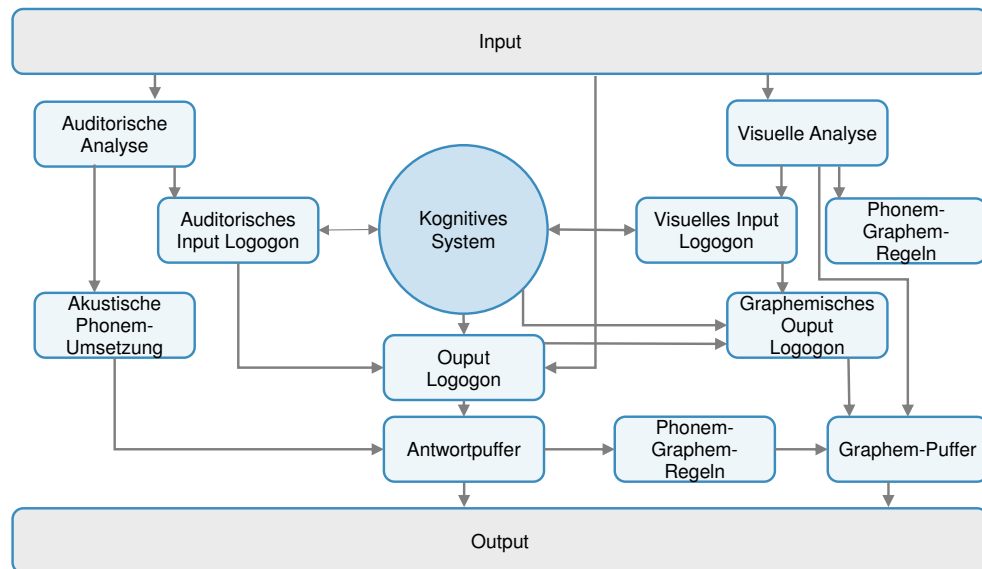 Input
Auditorische
Analyse
Visuelle Analyse
Auditorisches
Input Logogon
Kognitives
System
Visuelles Input
Logogon
Phonem-
Graphem-
Regeln
Akustische
Phonem-
Umsetzung
Graphemisches
Ouput
Logogon
Ouput
Logogon
Antwortpuffer
Phonem-
Graphem-
Regeln
Graphem-Puffer
Output